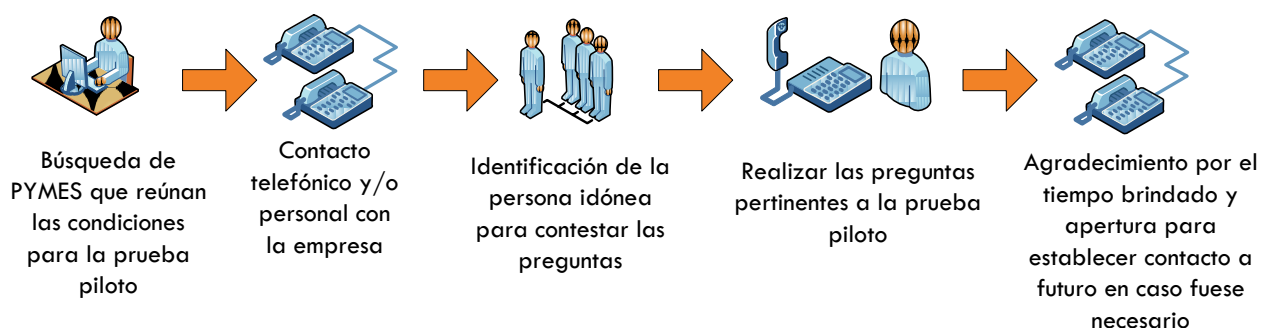 Búsqueda de
PYMES que reúnan
las condiciones
para la prueba
piloto
Contacto
telefónico y/o
personal con
la empresa
Identificación de la
persona idónea
para contestar las
preguntas
Realizar las preguntas
pertinentes a la prueba
piloto
Agradecimiento por el
tiempo brindado y
apertura para
establecer contacto a
futuro en caso fuese
necesario